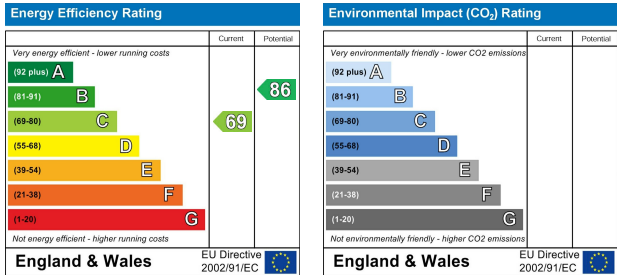 Energy Efficiency Rating
Current Potential
Very energy efficient - lower running costs
(92 plus) A
(81-91) B
86
(69-80) C
69
(55-68) D
(39-54) E
(21-38) F
(1-20) G
Not energy efficient - higher running costs
England & Wales
EU Directive
2002/91/EC
Environmental Impact (CO₂) Rating
Current Potential
Very environmentally friendly - lower CO2 emissions
(92 plus) A
(81-91) B
(69-80) C
(55-68) D
(39-54) E
(21-38) F
(1-20) G
Not environmentally friendly - higher CO2 emissions
England & Wales
EU Directive
2002/91/EC